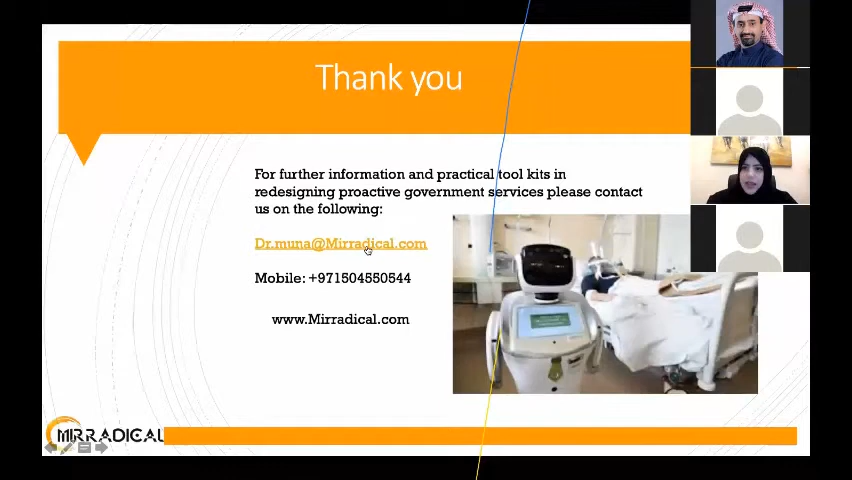 Thank you
For further information and practical tool kits in
redesigning proactive government services please contact
us on the following:
Dr.muna@Mirradical.com
Mobile: +971504550544
www.Mirradical.com
MIRRADICAL